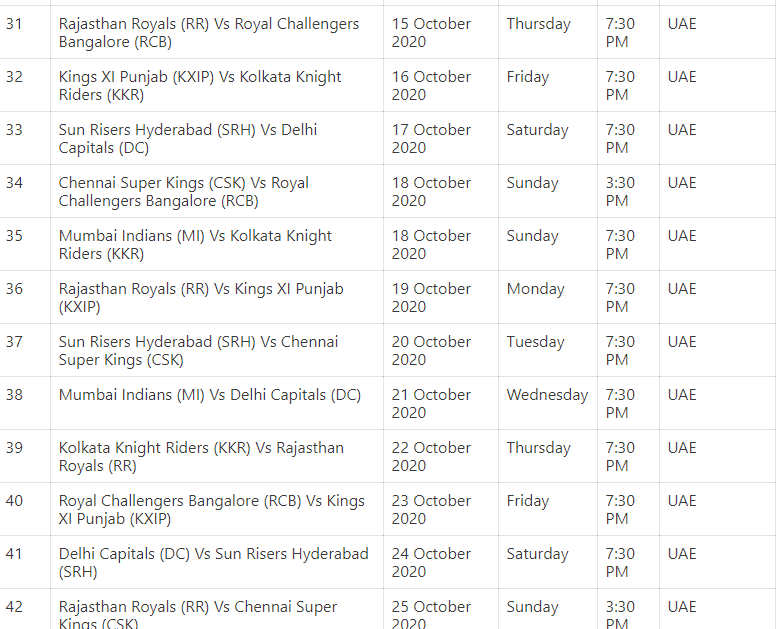 31 Rajasthan Royals (RR) Vs Royal Challengers 15 October Thursday 7:30 UAE
Bangalore (RCB) 2020 PM
32 Kings XI Punjab (KXIP) Vs Kolkata Knight 16 October Friday 7:30 UAE
Riders (KKR) 2020 PM
33 Sun Risers Hyderabad (SRH) Vs Delhi 17 October Saturday 7:30 UAE
Capitals (DC) 2020 PM
34 Chennai Super Kings (CSK) Vs Royal 18 October Sunday 3:30 UAE
Challengers Bangalore (RCB) 2020 PM
35 Mumbai Indians (MI) Vs Kolkata Knight 18 October Sunday 7:30 UAE
Riders (KKR) 2020 PM
36 Rajasthan Royals (RR) Vs Kings XI Punjab 19 October Monday 7:30 UAE
(KXIP) 2020 PM
37 Sun Risers Hyderabad (SRH) Vs Chennai 20 October Tuesday 7:30 UAE
Super Kings (CSK) 2020 PM
38 Mumbai Indians (MI) Vs Delhi Capitals (DC) 21 October Wednesday 7:30 UAE
2020 PM
39 Kolkata Knight Riders (KKR) Vs Rajasthan 22 October Thursday 7:30 UAE
Royals (RR) 2020 PM
40 Royal Challengers Bangalore (RCB) Vs Kings 23 October Friday 7:30 UAE
XI Punjab (KXIP) 2020 PM
41 Delhi Capitals (DC) Vs Sun Risers Hyderabad 24 October Saturday 7:30 UAE
(SRH) 2020 PM
42 Rajasthan Royals (RR) Vs Chennai Super 25 October Sunday 3:30 UAE
Kings (CSK) 2020 PM